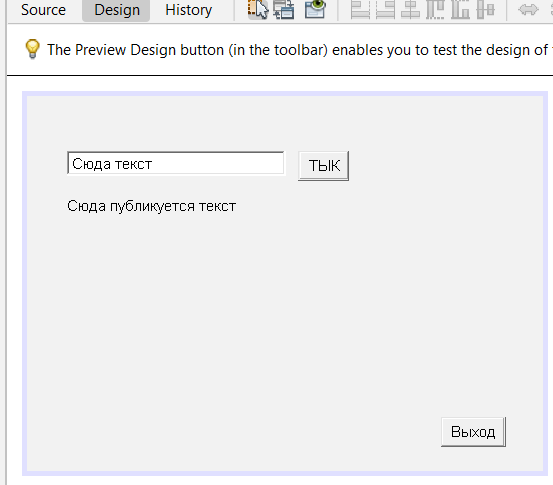 Source Design History
The Preview Design button (in the toolbar) enables you to test the design of
Сюда текст ТЫК
Сюда публикуется текст
Выход